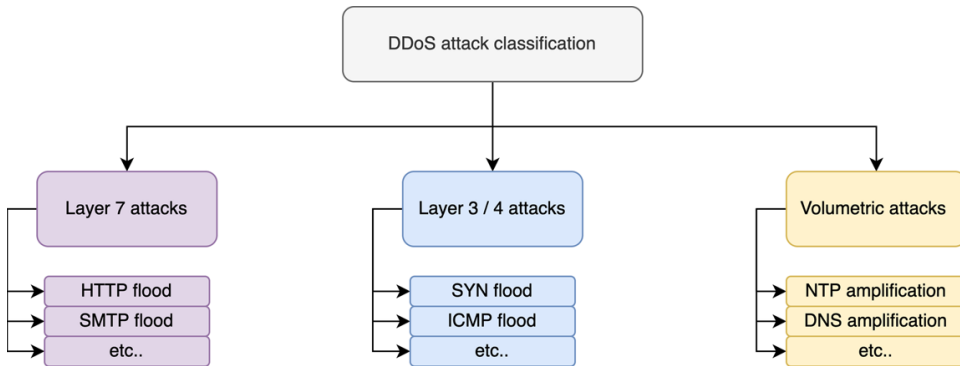 DDoS attack classification
Layer 7 attacks
HTTP flood
SMTP flood
etc..
Layer 3 / 4 attacks
SYN flood
ICMP flood
etc..
Volumetric attacks
NTP amplification
DNS amplification
etc..